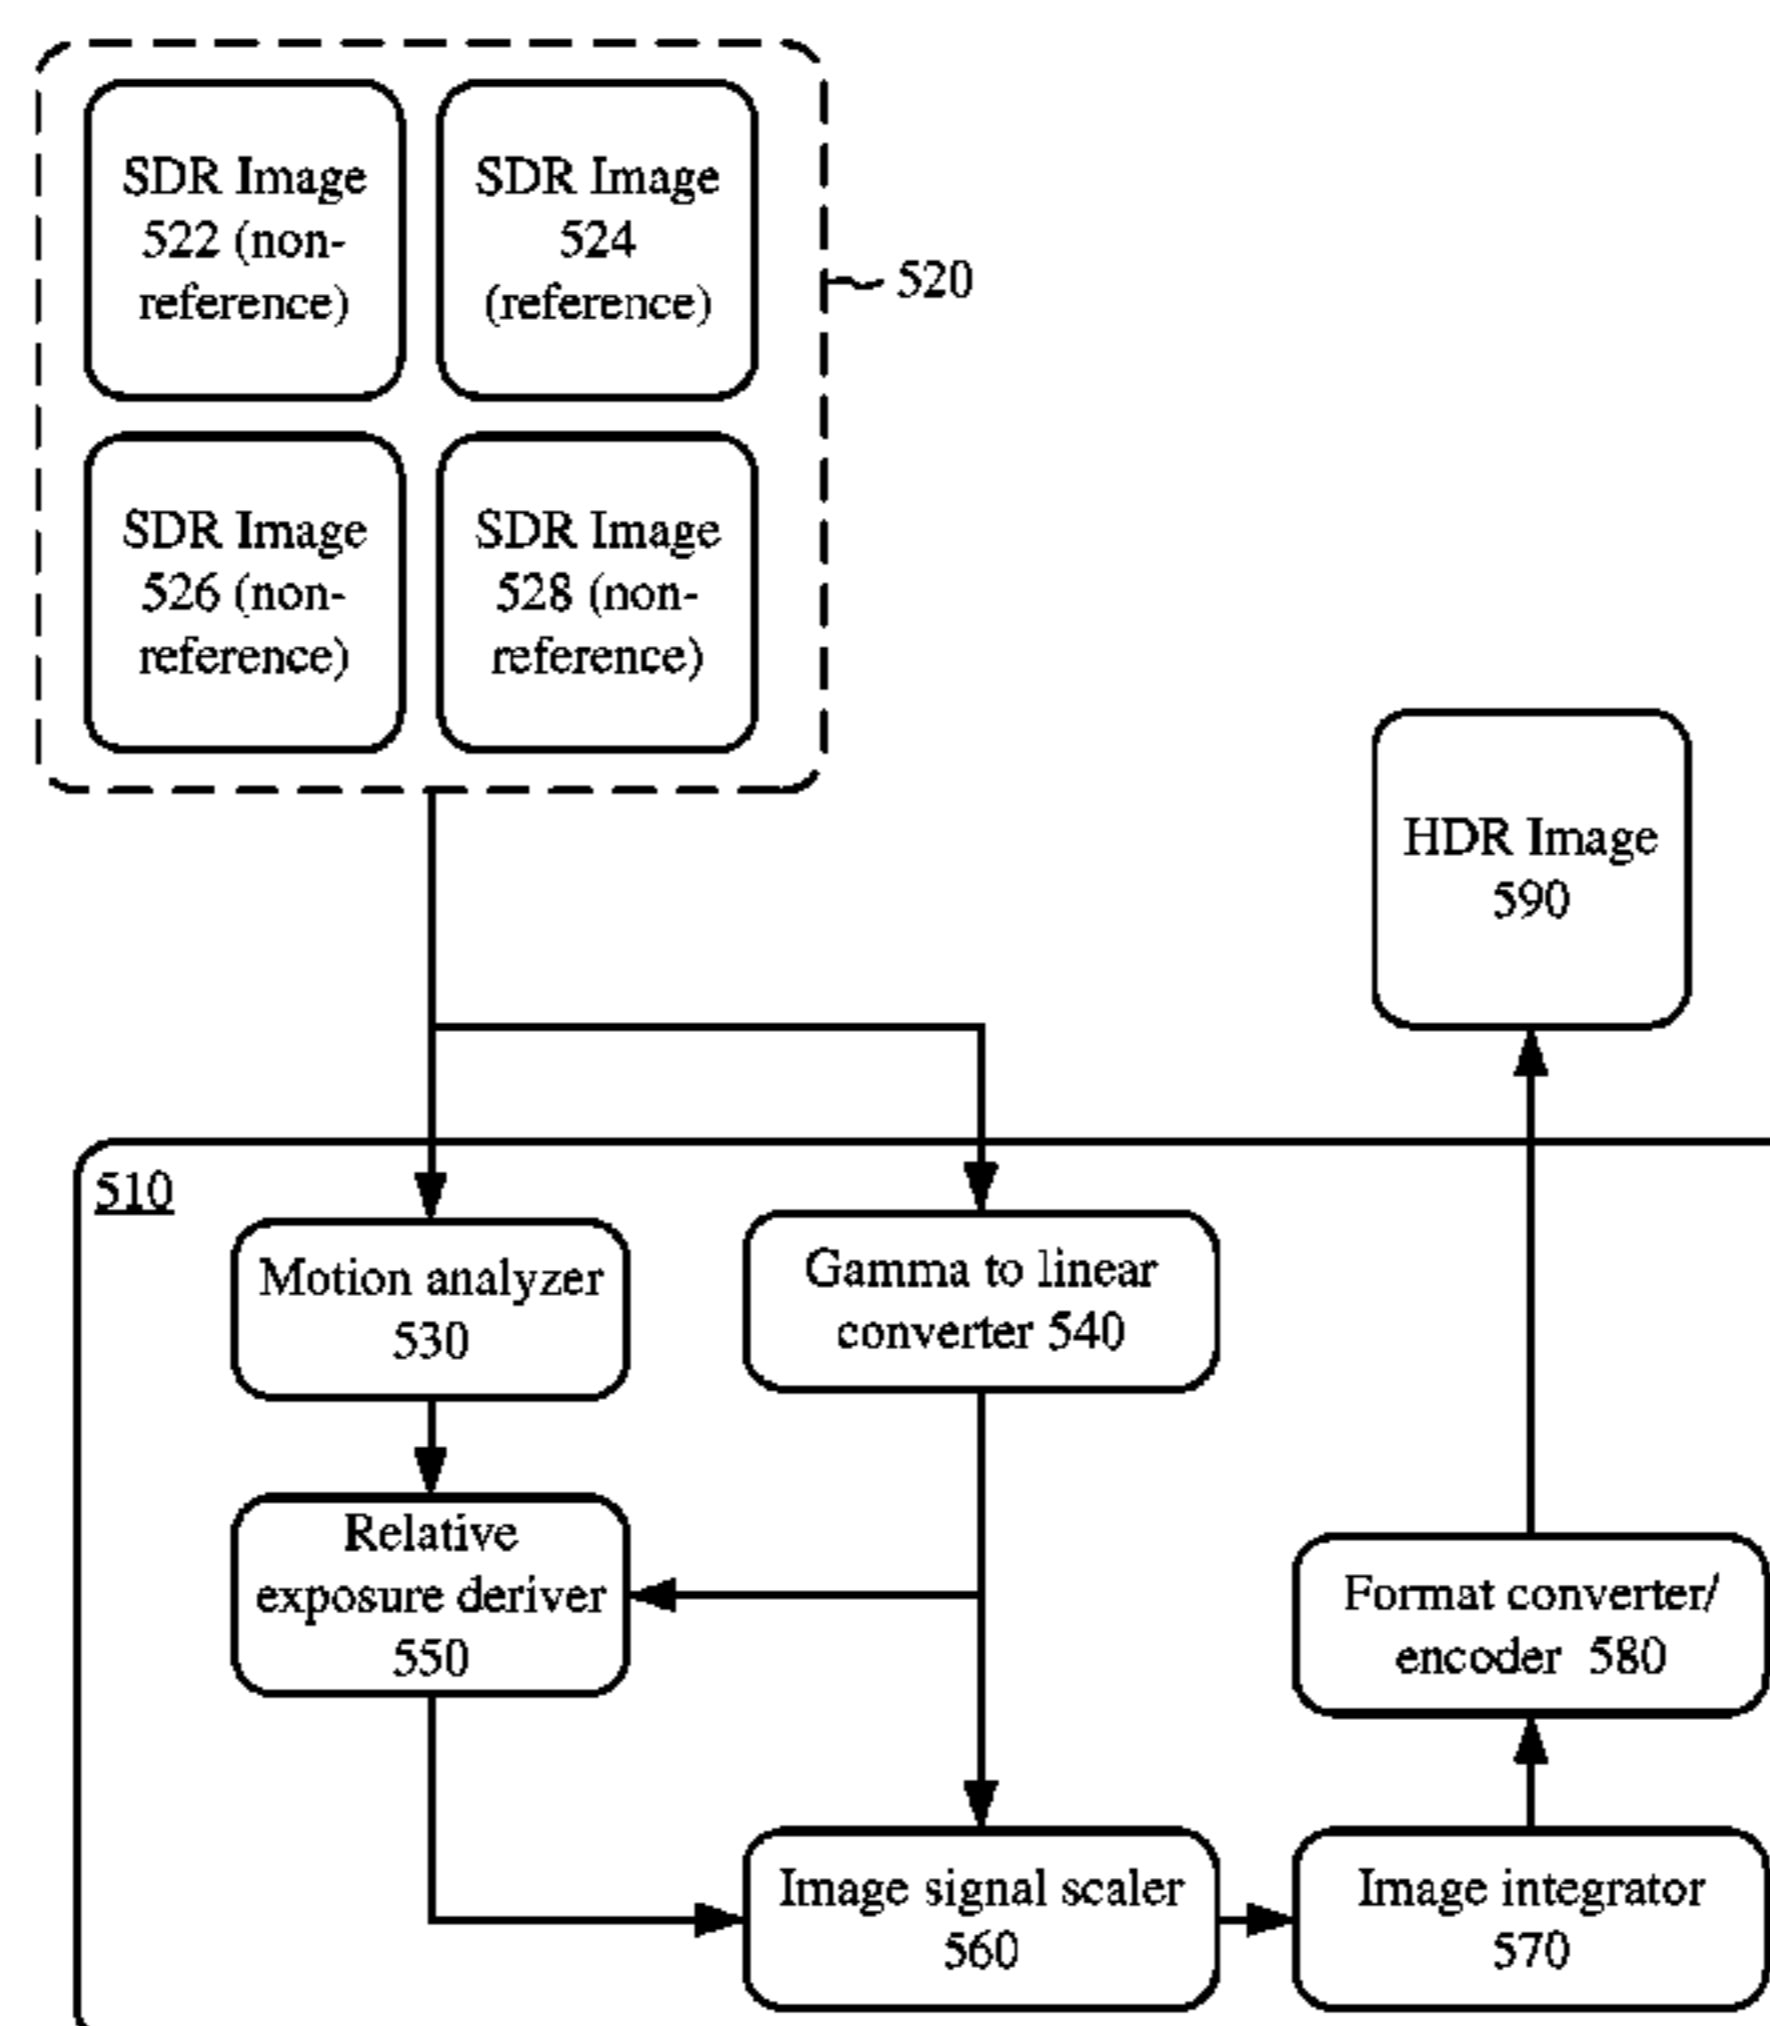 SDR Image
522 (non-
reference)
SDR Image
524
(reference)
520
SDR Image
526 (non-
reference)
SDR Image
528 (non-
reference)
HDR Image
590
510
Motion analyzer
530
Gamma to linear
converter 540
Relative
exposure deriver
550
Format converter/
encoder 580
Image signal scaler
560
Image integrator
570